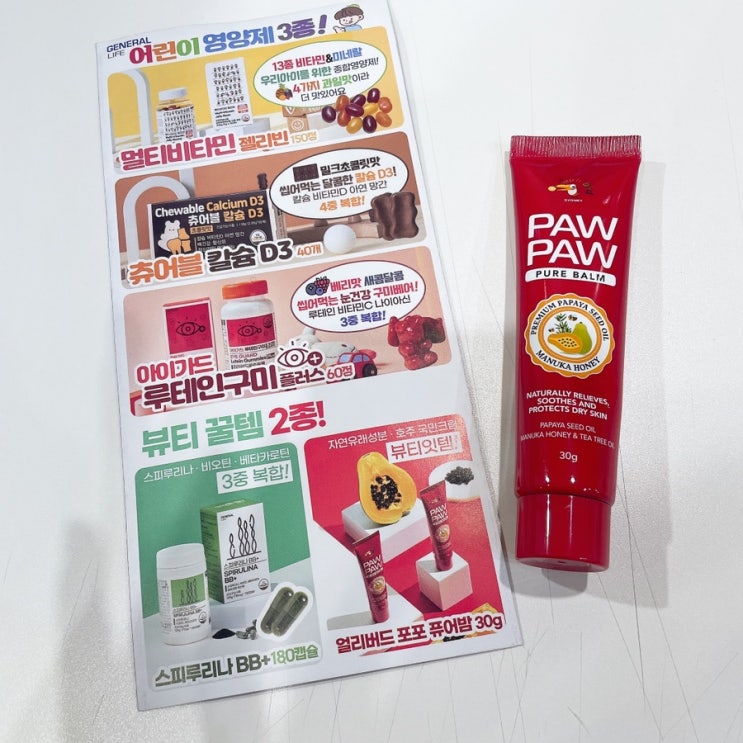 GENERAL
LIFE
어린이 영양제 3종!
13종 비타민&미네랄
우리아이를 위한 종합영양제!
4가지 과일맛이라
더 맛있어요
멀티비타민 젤리빈 150정
밀크초콜릿맛
씹어먹는 달콤한 칼슘 D3!
칼슘 비타민D 아연 망간
4중 복합!
Chewable Calcium D3
츄어블 칼슘 D3
츄어블 칼슘 D3 40개
베리맛 새콤달콤
씹어먹는 눈건강 구미베어!
루테인 비타민C 나이아신
3중 복합!
아이가드
루테인구미 플러스 60정
뷰티 꿀템 2종!
스피루리나 · 비오틴 · 베타카로틴
3중 복합!
스피루리나 BB+
SPIRULINA
BB+
스피루리나 BB+ 180캡슐
자연유래성분 · 호주 국민크림
뷰티잇템!
PAW
PAW
PAW
PAW
얼리버드 포포 퓨어밤 30g
PAW
PAW
PURE BALM
PREMIUM PAPAYA SEED OIL
MANUKA HONEY
NATURALLY RELIEVES,
SOOTHES AND
PROTECTS DRY SKIN
PAPAYA SEED OIL
MANUKA HONEY & TEA TREE OIL
30g